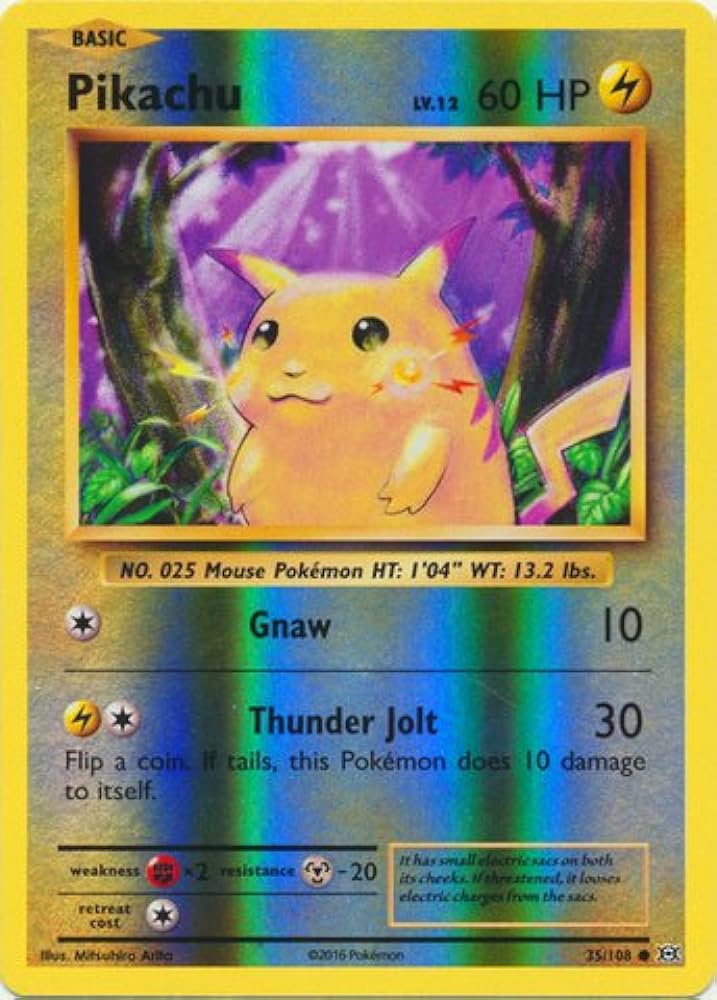 BASIC
Pikachu LV.12 60 HP
NO. 025 Mouse Pokémon HT: 1'04" WT: 13.2 lbs.
Gnaw 10
Thunder Jolt 30
Flip a coin. If tails, this Pokémon does 10 damage
to itself.
weakness ×2 resistance -20
retreat
cost
It has small electric sacs on both
its cheeks. If threatened, it looses
electric charges from the sacs.
Illus. Mitsuhiro Arita ©2016 Pokémon 35/108